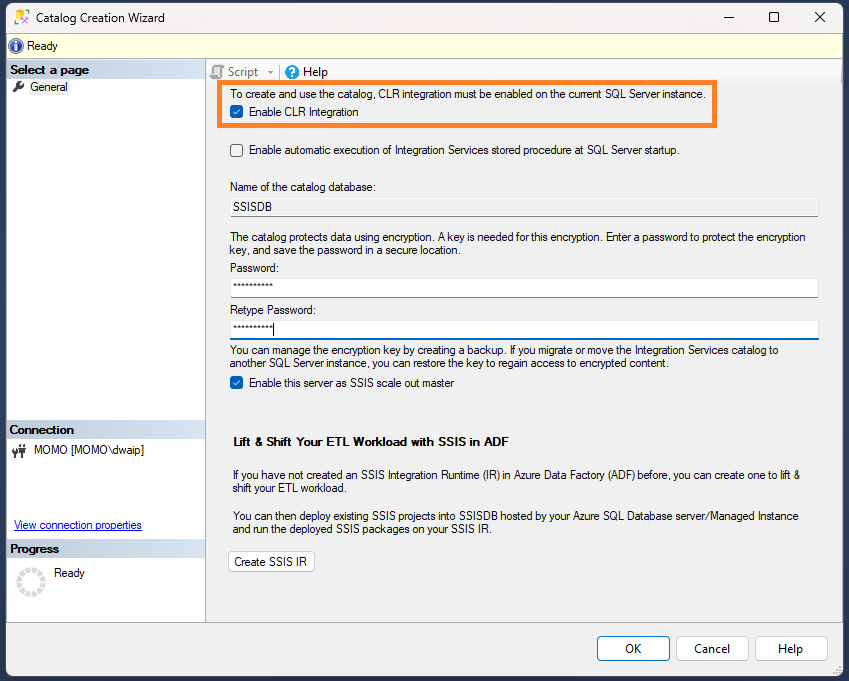 Catalog Creation Wizard
Ready
Select a page
General
Script
Help
To create and use the catalog, CLR integration must be enabled on the current SQL Server instance.
Enable CLR Integration
Enable automatic execution of Integration Services stored procedure at SQL Server startup.
Name of the catalog database:
SSISDB
The catalog protects data using encryption. A key is needed for this encryption. Enter a password to protect the encryption
key, and save the password in a secure location.
Password:
**********
Retype Password:
**********
You can manage the encryption key by creating a backup. If you migrate or move the Integration Services catalog to
another SQL Server instance, you can restore the key to regain access to encrypted content.
Enable this server as SSIS scale out master
Connection
MOMO [MOMO\dwaip]
View connection properties
Progress
Ready
Lift & Shift Your ETL Workload with SSIS in ADF
If you have not created an SSIS Integration Runtime (IR) in Azure Data Factory (ADF) before, you can create one to lift &
shift your ETL workload.
You can then deploy existing SSIS projects into SSISDB hosted by your Azure SQL Database server/Managed Instance
and run the deployed SSIS packages on your SSIS IR.
Create SSIS IR
OK
Cancel
Help